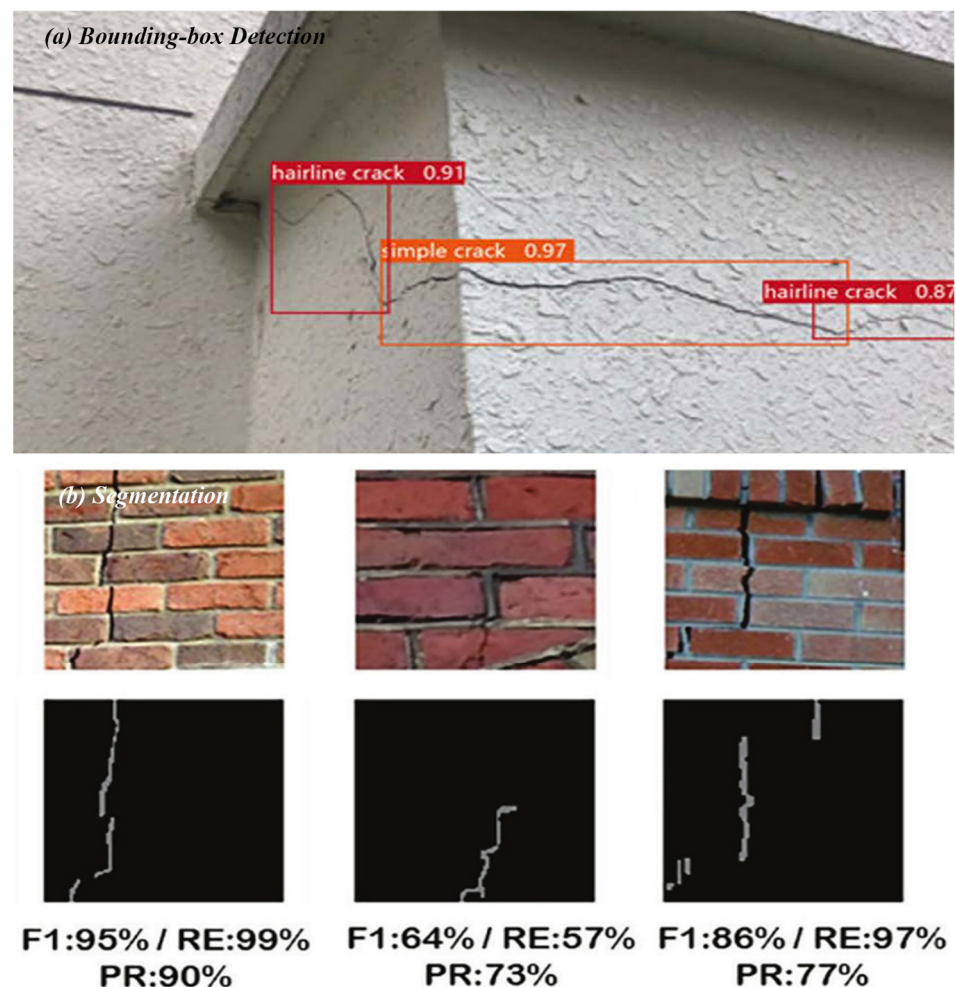 (a) Bounding-box Detection
hairline crack 0.91
simple crack 0.97
hairline crack 0.87
(b) Segmentation
F1:95% / RE:99%
PR:90%
F1:64% / RE:57%
PR:73%
F1:86% / RE:97%
PR:77%